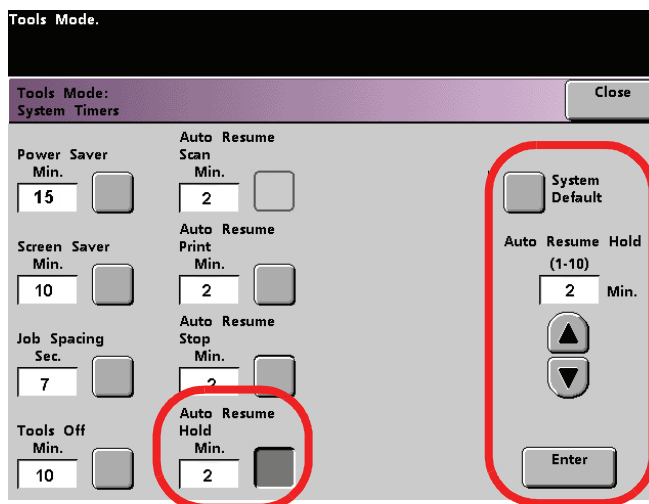 Tools Mode.
Tools Mode:
System Timers
Close
Power Saver
Min.
15
Screen Saver
Min.
10
Job Spacing
Sec.
7
Tools Off
Min.
10
Auto Resume
Scan
Min.
2
Auto Resume
Print
Min.
2
Auto Resume
Stop
Min.
2
Auto Resume
Hold
Min.
2
System
Default
Auto Resume Hold
(1-10)
2 Min.
Enter